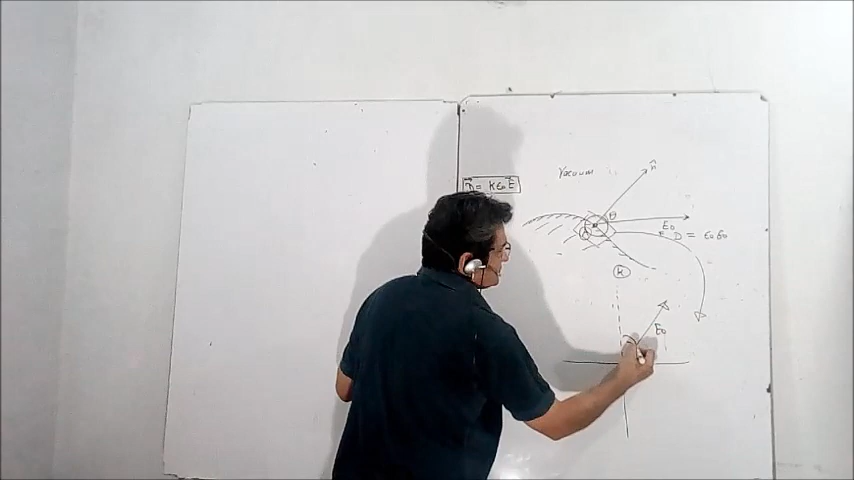 Vacuum
n̂
D⃗ = kε₀E⃗
θ
E₀
D = ε₀E₀
k
E₀